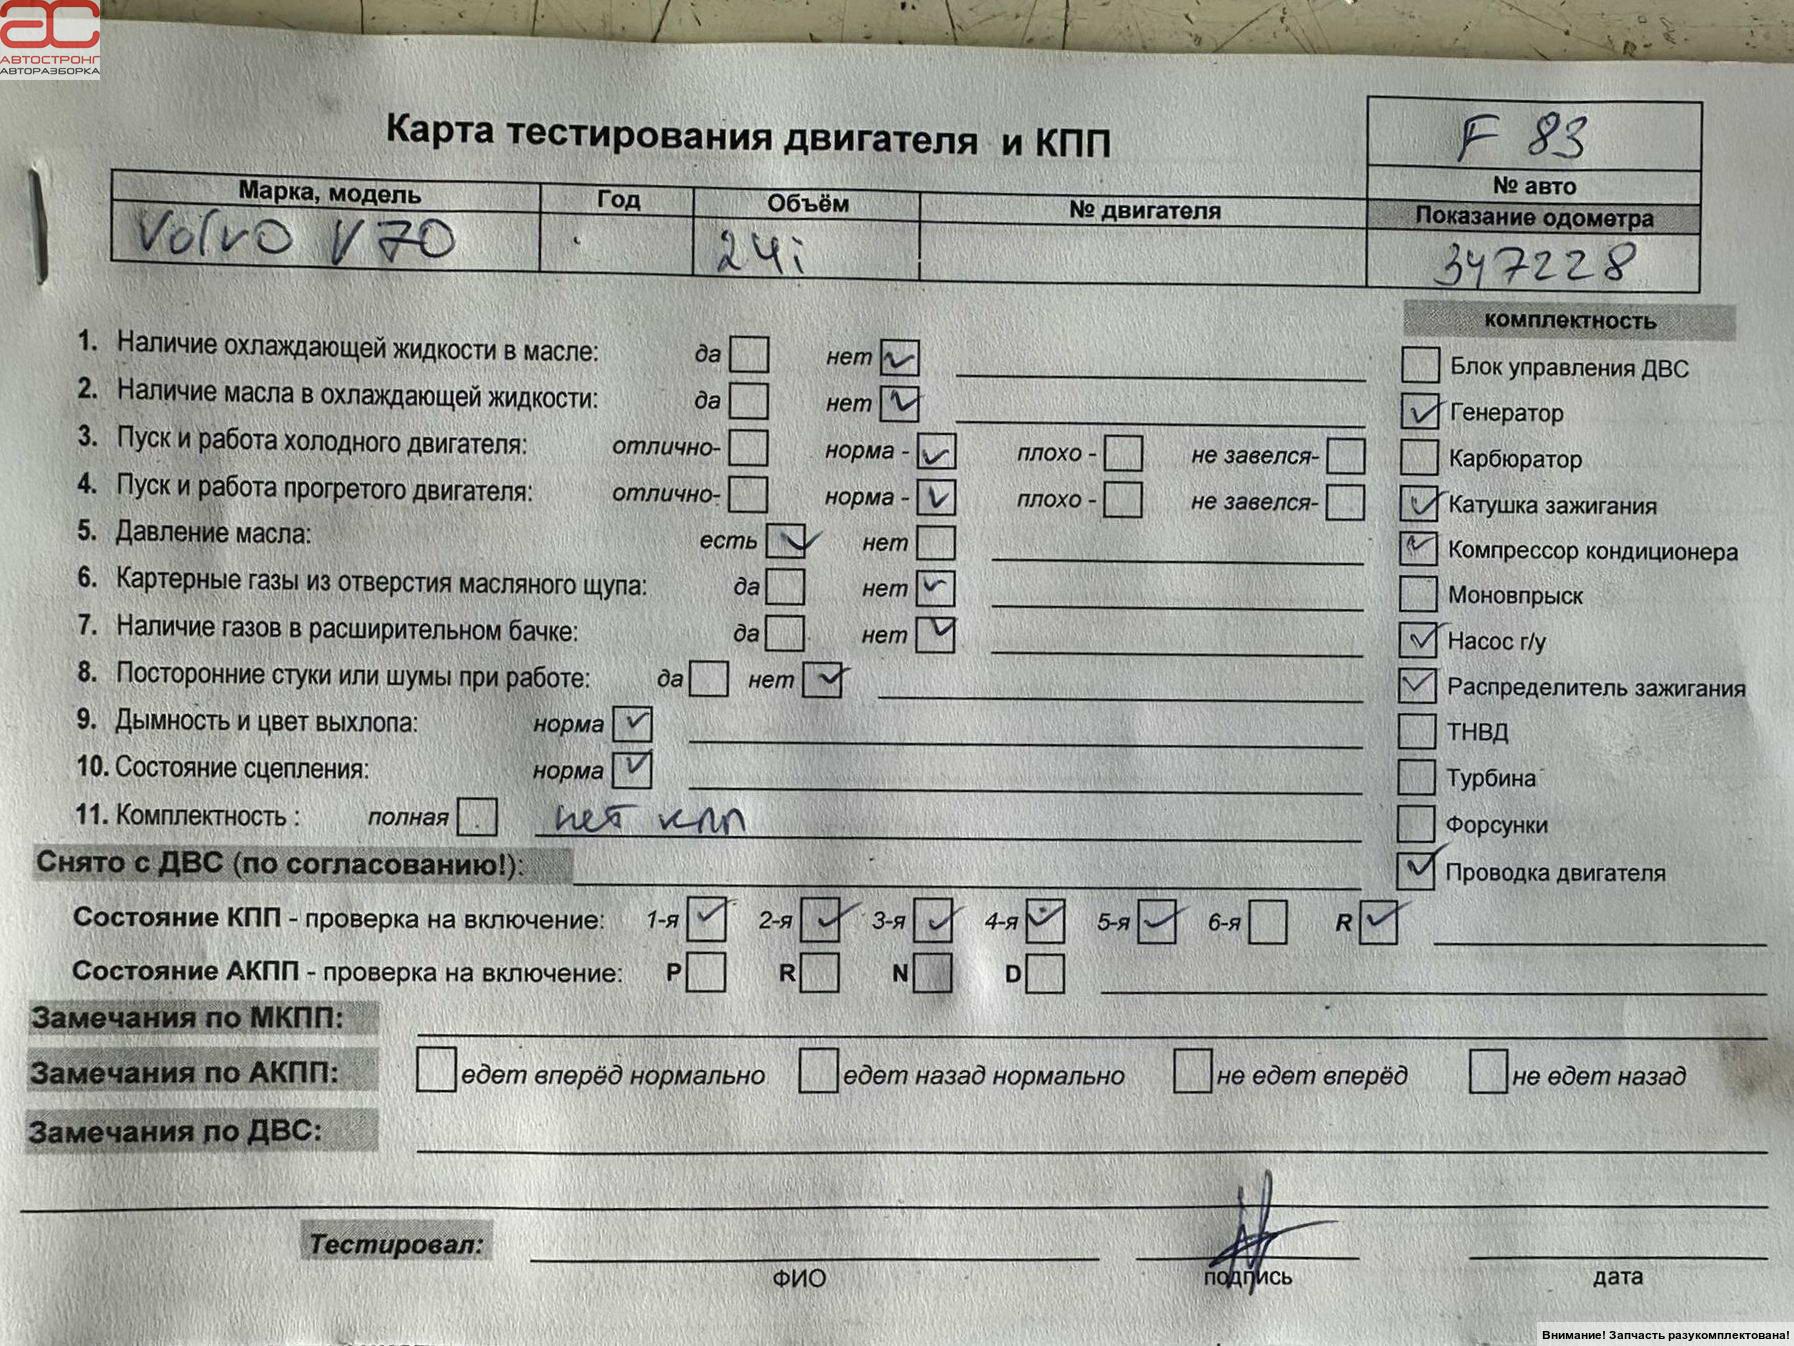 ac
АВТОСТРОНГ
АВТОРАЗБОРКА
Карта тестирования двигателя и КПП
F 83
№ авто
Марка, модель Год Объём № двигателя Показание одометра
Volvo V70 24i 347228
комплектность
1. Наличие охлаждающей жидкости в масле: да нет
Блок управления ДВС
2. Наличие масла в охлаждающей жидкости: да нет
Генератор
3. Пуск и работа холодного двигателя: отлично- норма - плохо - не завелся-
Карбюратор
4. Пуск и работа прогретого двигателя: отлично- норма - плохо - не завелся-
Катушка зажигания
5. Давление масла: есть нет
Компрессор кондиционера
6. Картерные газы из отверстия масляного щупа: да нет
Моновпрыск
7. Наличие газов в расширительном бачке: да нет
Насос г/у
8. Посторонние стуки или шумы при работе: да нет
Распределитель зажигания
9. Дымность и цвет выхлопа: норма
ТНВД
10. Состояние сцепления: норма
Турбина
11. Комплектность : полная нет кпп
Форсунки
Снято с ДВС (по согласованию!):
Проводка двигателя
Состояние КПП - проверка на включение: 1-я 2-я 3-я 4-я 5-я 6-я R
Состояние АКПП - проверка на включение: P R N D
Замечания по МКПП:
Замечания по АКПП: едет вперёд нормально едет назад нормально не едет вперёд не едет назад
Замечания по ДВС:
Тестировал:
ФИО подпись дата
Внимание! Запчасть разукомплектована!